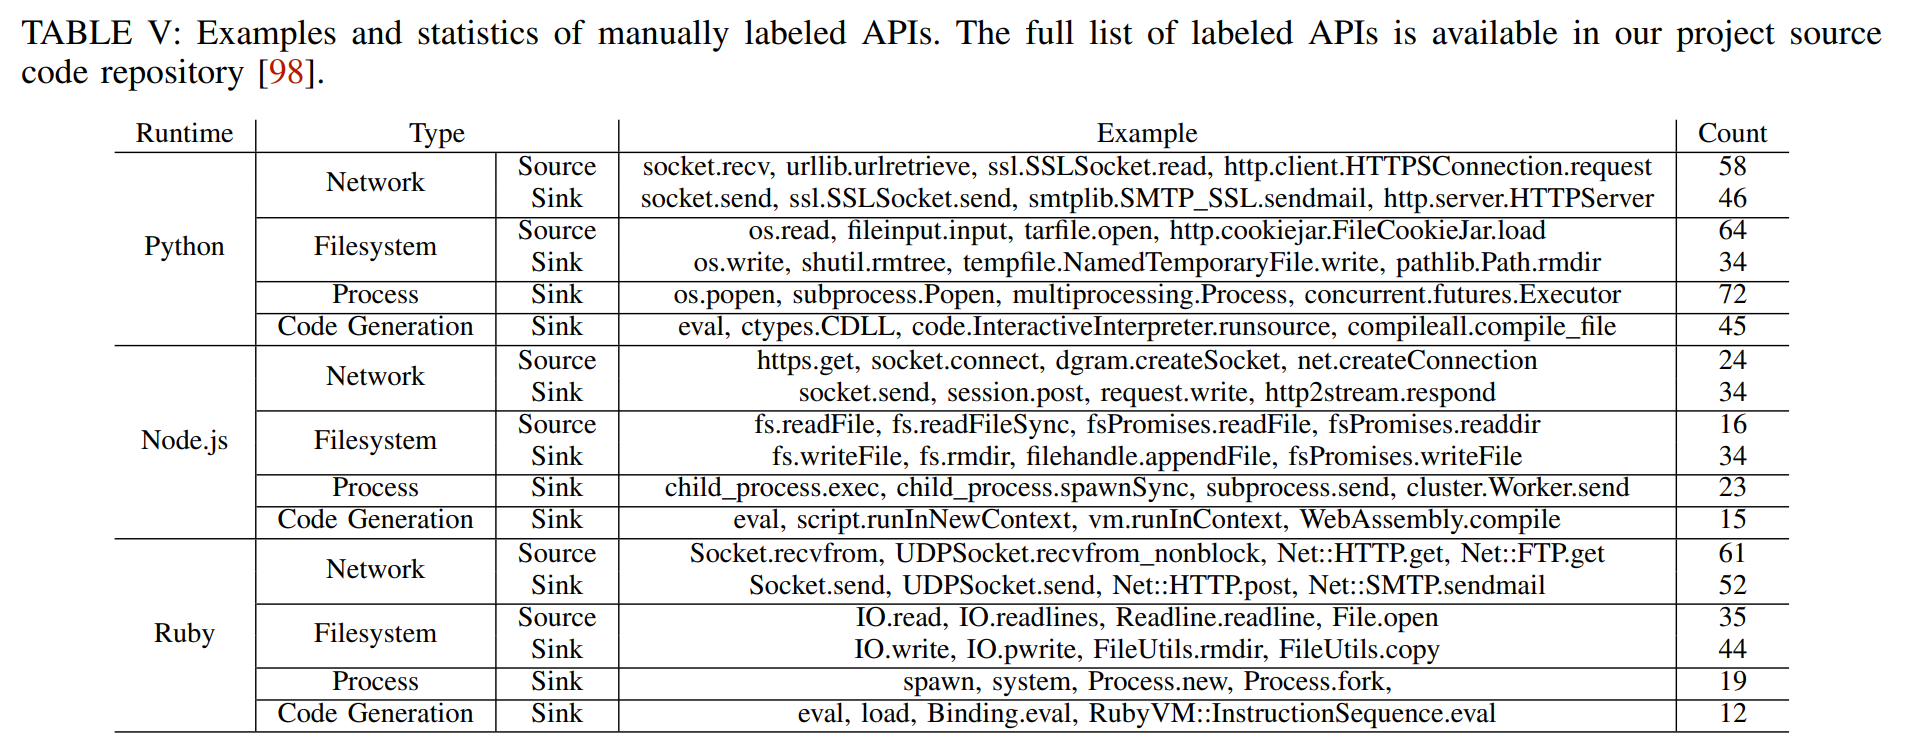 TABLE V: Examples and statistics of manually labeled APIs. The full list of labeled APIs is available in our project source
code repository [98].
Runtime Type Example Count
Python Network Source socket.recv, urllib.urlretrieve, ssl.SSLSocket.read, http.client.HTTPSConnection.request 58
Sink socket.send, ssl.SSLSocket.send, smtplib.SMTP_SSL.sendmail, http.server.HTTPServer 46
Filesystem Source os.read, fileinput.input, tarfile.open, http.cookiejar.FileCookieJar.load 64
Sink os.write, shutil.rmtree, tempfile.NamedTemporaryFile.write, pathlib.Path.rmdir 34
Process Sink os.popen, subprocess.Popen, multiprocessing.Process, concurrent.futures.Executor 72
Code Generation Sink eval, ctypes.CDLL, code.InteractiveInterpreter.runsource, compileall.compile_file 45
Node.js Network Source https.get, socket.connect, dgram.createSocket, net.createConnection 24
Sink socket.send, session.post, request.write, http2stream.respond 34
Filesystem Source fs.readFile, fs.readFileSync, fsPromises.readFile, fsPromises.readdir 16
Sink fs.writeFile, fs.rmdir, filehandle.appendFile, fsPromises.writeFile 34
Process Sink child_process.exec, child_process.spawnSync, subprocess.send, cluster.Worker.send 23
Code Generation Sink eval, script.runInNewContext, vm.runInContext, WebAssembly.compile 15
Ruby Network Source Socket.recvfrom, UDPSocket.recvfrom_nonblock, Net::HTTP.get, Net::FTP.get 61
Sink Socket.send, UDPSocket.send, Net::HTTP.post, Net::SMTP.sendmail 52
Filesystem Source IO.read, IO.readlines, Readline.readline, File.open 35
Sink IO.write, IO.pwrite, FileUtils.rmdir, FileUtils.copy 44
Process Sink spawn, system, Process.new, Process.fork, 19
Code Generation Sink eval, load, Binding.eval, RubyVM::InstructionSequence.eval 12